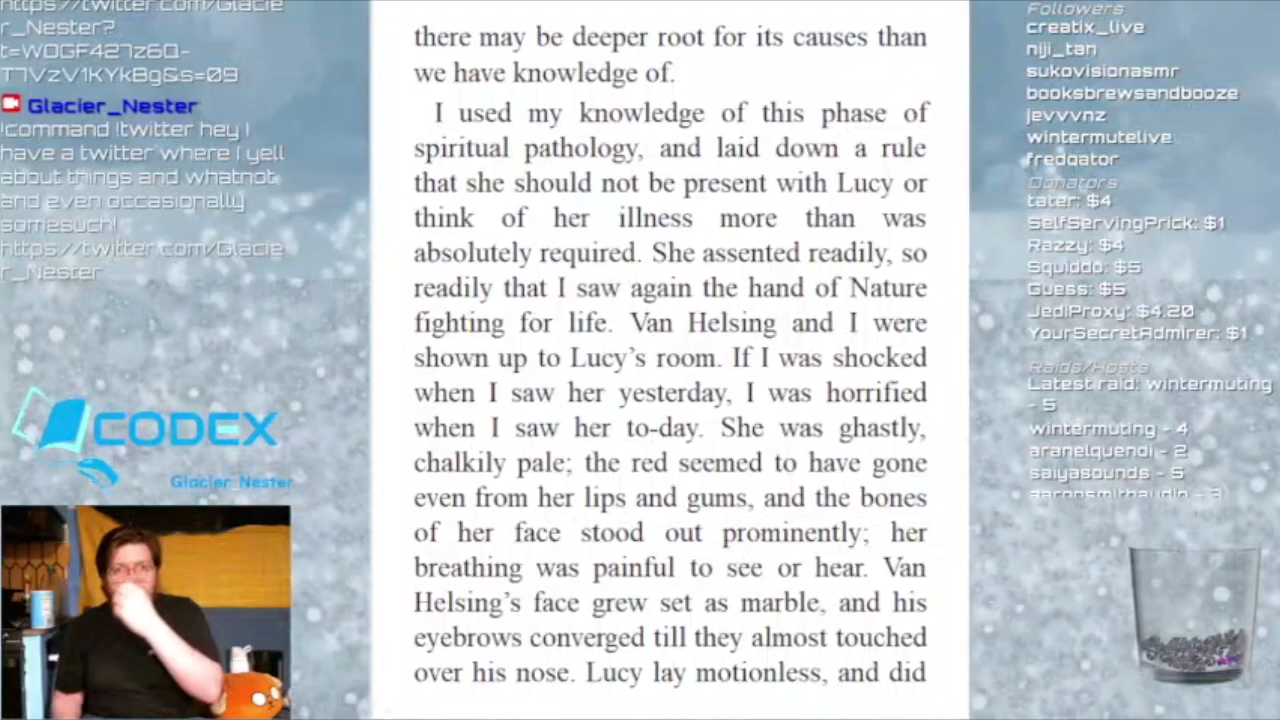 https://twitter.com/Glacie
r_Nester?
t=W0GF427z6Q-
T7VzV1KYkBg&s=09
Glacier_Nester
!command !twitter hey I
have a twitter where I yell
about things and whatnot
and even occasionally
somesuch!
https://twitter.com/Glacie
r_Nester
CODEX
Glacier_Nester
there may be deeper root for its causes than
we have knowledge of.
I used my knowledge of this phase of
spiritual pathology, and laid down a rule
that she should not be present with Lucy or
think of her illness more than was
absolutely required. She assented readily, so
readily that I saw again the hand of Nature
fighting for life. Van Helsing and I were
shown up to Lucy’s room. If I was shocked
when I saw her yesterday, I was horrified
when I saw her to-day. She was ghastly,
chalkily pale; the red seemed to have gone
even from her lips and gums, and the bones
of her face stood out prominently; her
breathing was painful to see or hear. Van
Helsing’s face grew set as marble, and his
eyebrows converged till they almost touched
over his nose. Lucy lay motionless, and did
Followers
creatix_live
niji_tan
sukovisionasmr
booksbrewsandbooze
jevvvnz
wintermutelive
fredgator
Donators
tater: $4
SelfServingPrick: $1
Razzy: $4
Squiddo: $5
Guess: $5
JediProxy: $4.20
YourSecretAdmirer: $1
Raids/Hosts
Latest raid: wintermuting
- 5
wintermuting - 4
aranelquendi - 2
saiyasounds - 5
aaronsmithaudio - 3